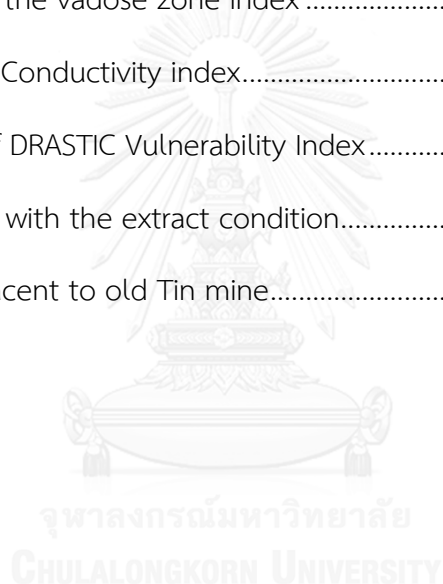 the vadose zone index.....................
Conductivity index............................
DRASTIC Vulnerability Index............
with the extract condition.................
cent to old Tin mine..........................
จุฬาลงกรณ์มหาวิทยาลัย
CHULALONGKORN UNIVERSITY